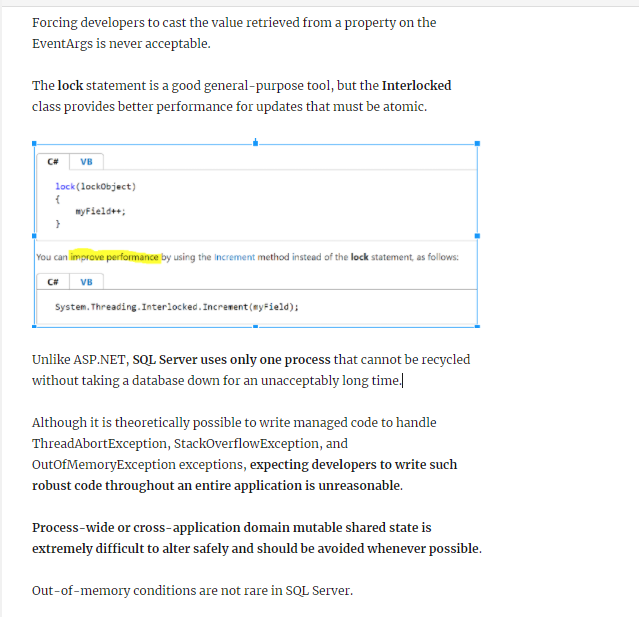 Forcing developers to cast the value retrieved from a property on the
EventArgs is never acceptable.
The lock statement is a good general-purpose tool, but the Interlocked
class provides better performance for updates that must be atomic.
C# VB
lock(lockObject)
{
myField++;
}
You can improve performance by using the Increment method instead of the lock statement, as follows:
C# VB
System.Threading.Interlocked.Increment(myField);
Unlike ASP.NET, SQL Server uses only one process that cannot be recycled
without taking a database down for an unacceptably long time.
Although it is theoretically possible to write managed code to handle
ThreadAbortException, StackOverflowException, and
OutOfMemoryException exceptions, expecting developers to write such
robust code throughout an entire application is unreasonable.
Process-wide or cross-application domain mutable shared state is
extremely difficult to alter safely and should be avoided whenever possible.
Out-of-memory conditions are not rare in SQL Server.